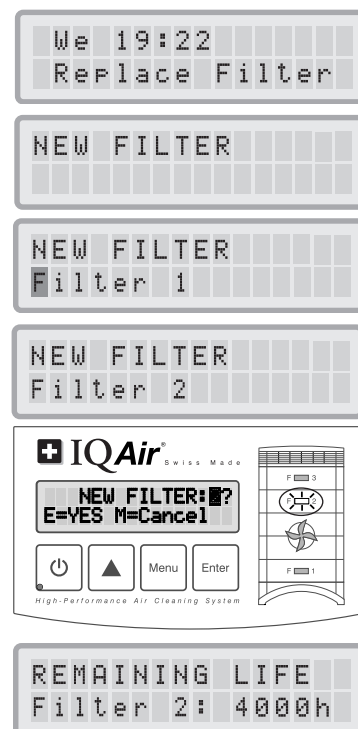 We 19:22
Replace Filter
NEW FILTER
NEW FILTER
Filter 1
NEW FILTER
Filter 2
IQAir® Swiss Made
NEW FILTER:2?
E=YES M=Cancel
Menu Enter
High-Performance Air Cleaning System
F 3
F 2
F 1
REMAINING LIFE
Filter 2: 4000h